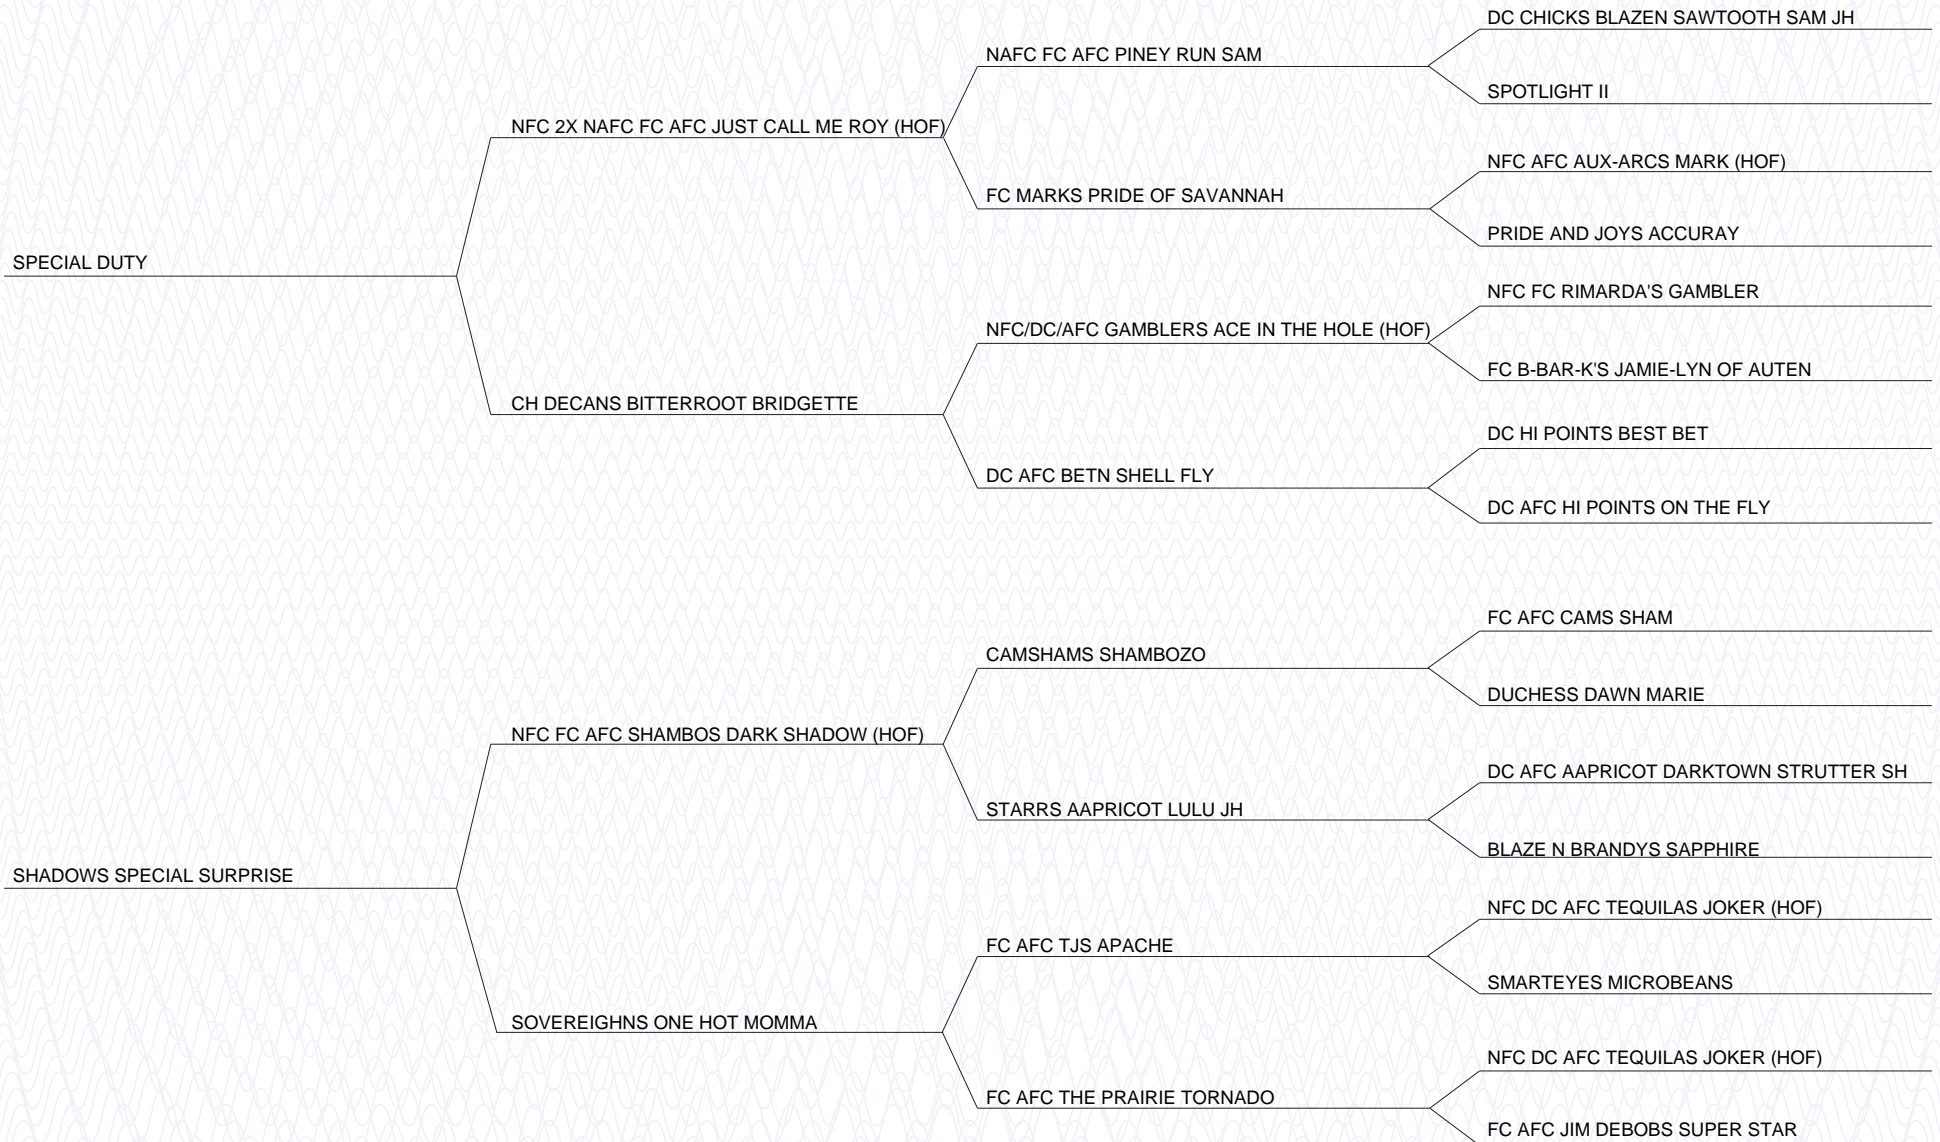 DC CHICKS BLAZEN SAWTOOTH SAM JH
NAFC FC AFC PINEY RUN SAM
SPOTLIGHT II
NFC 2X NAFC FC AFC JUST CALL ME ROY (HOF)
NFC AFC AUX-ARCS MARK (HOF)
FC MARKS PRIDE OF SAVANNAH
PRIDE AND JOYS ACCURAY
SPECIAL DUTY
NFC FC RIMARDA'S GAMBLER
NFC/DC/AFC GAMBLERS ACE IN THE HOLE (HOF)
FC B-BAR-K'S JAMIE-LYN OF AUTEN
CH DECANS BITTERROOT BRIDGETTE
DC HI POINTS BEST BET
DC AFC BETN SHELL FLY
DC AFC HI POINTS ON THE FLY
FC AFC CAMS SHAM
CAMSHAMS SHAMBOZO
DUCHESS DAWN MARIE
NFC FC AFC SHAMBOS DARK SHADOW (HOF)
DC AFC AAPRICOT DARKTOWN STRUTTER SH
STARRS AAPRICOT LULU JH
BLAZE N BRANDYS SAPPHIRE
SHADOWS SPECIAL SURPRISE
NFC DC AFC TEQUILAS JOKER (HOF)
FC AFC TJS APACHE
SMARTEYES MICROBEANS
SOVEREIGHNS ONE HOT MOMMA
NFC DC AFC TEQUILAS JOKER (HOF)
FC AFC THE PRAIRIE TORNADO
FC AFC JIM DEBOBS SUPER STAR